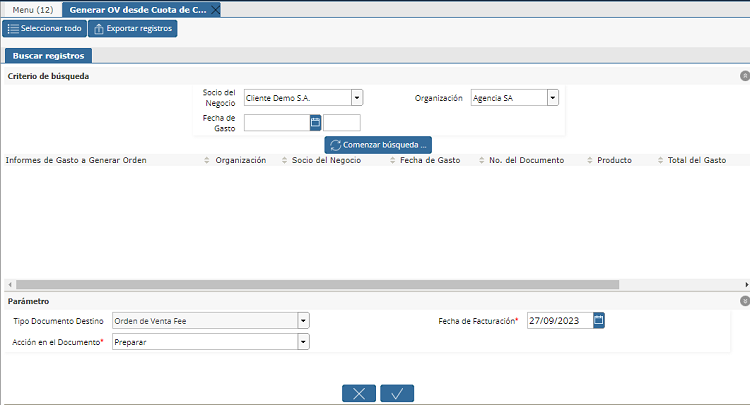 Menu (12) Generar OV desde Cuota de C...
Seleccionar todo Exportar registros
Buscar registros
Criterio de búsqueda
Socio del Negocio Cliente Demo S.A. Organización Agencia SA
Fecha de Gasto
Comenzar búsqueda ...
Informes de Gasto a Generar Orden Organización Socio del Negocio Fecha de Gasto No. del Documento Producto Total del Gasto
Parámetro
Tipo Documento Destino Orden de Venta Fee Fecha de Facturación* 27/09/2023
Acción en el Documento* Preparar